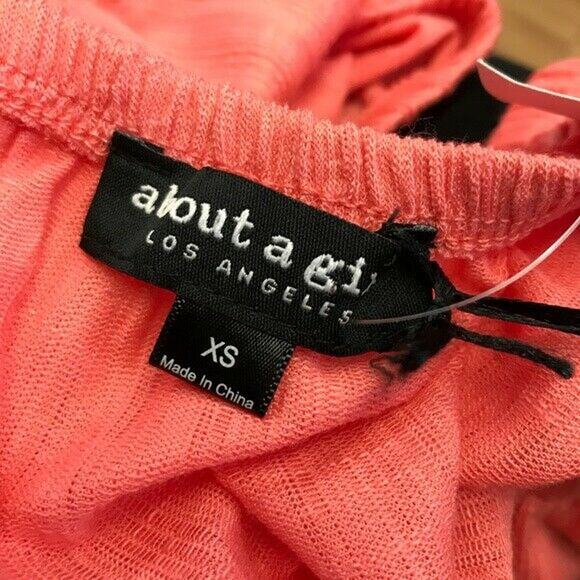 about a gi
LOS ANGELES
XS
Made In China